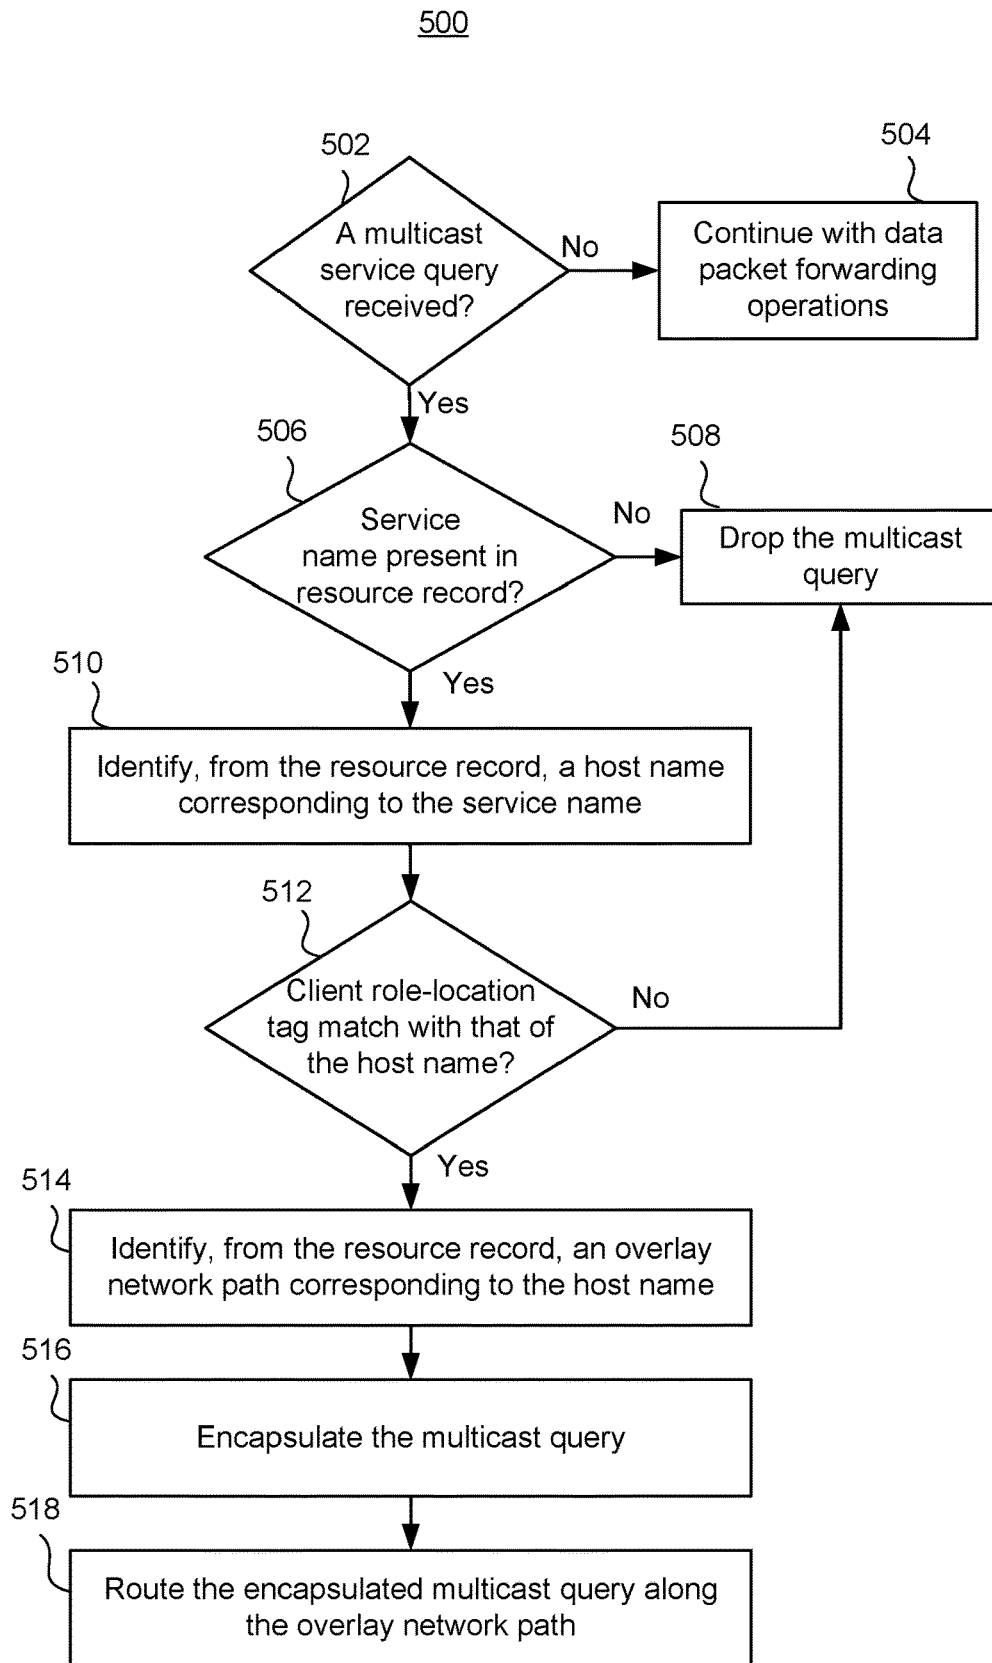 500
502
A multicast
service query
received?
No
504
Continue with data
packet forwarding
operations
Yes
506
Service
name present in
resource record?
No
508
Drop the multicast
query
Yes
510
Identify, from the resource record, a host name
corresponding to the service name
512
Client role-location
tag match with that of
the host name?
No
Yes
514
Identify, from the resource record, an overlay
network path corresponding to the host name
516
Encapsulate the multicast query
518
Route the encapsulated multicast query along
the overlay network path